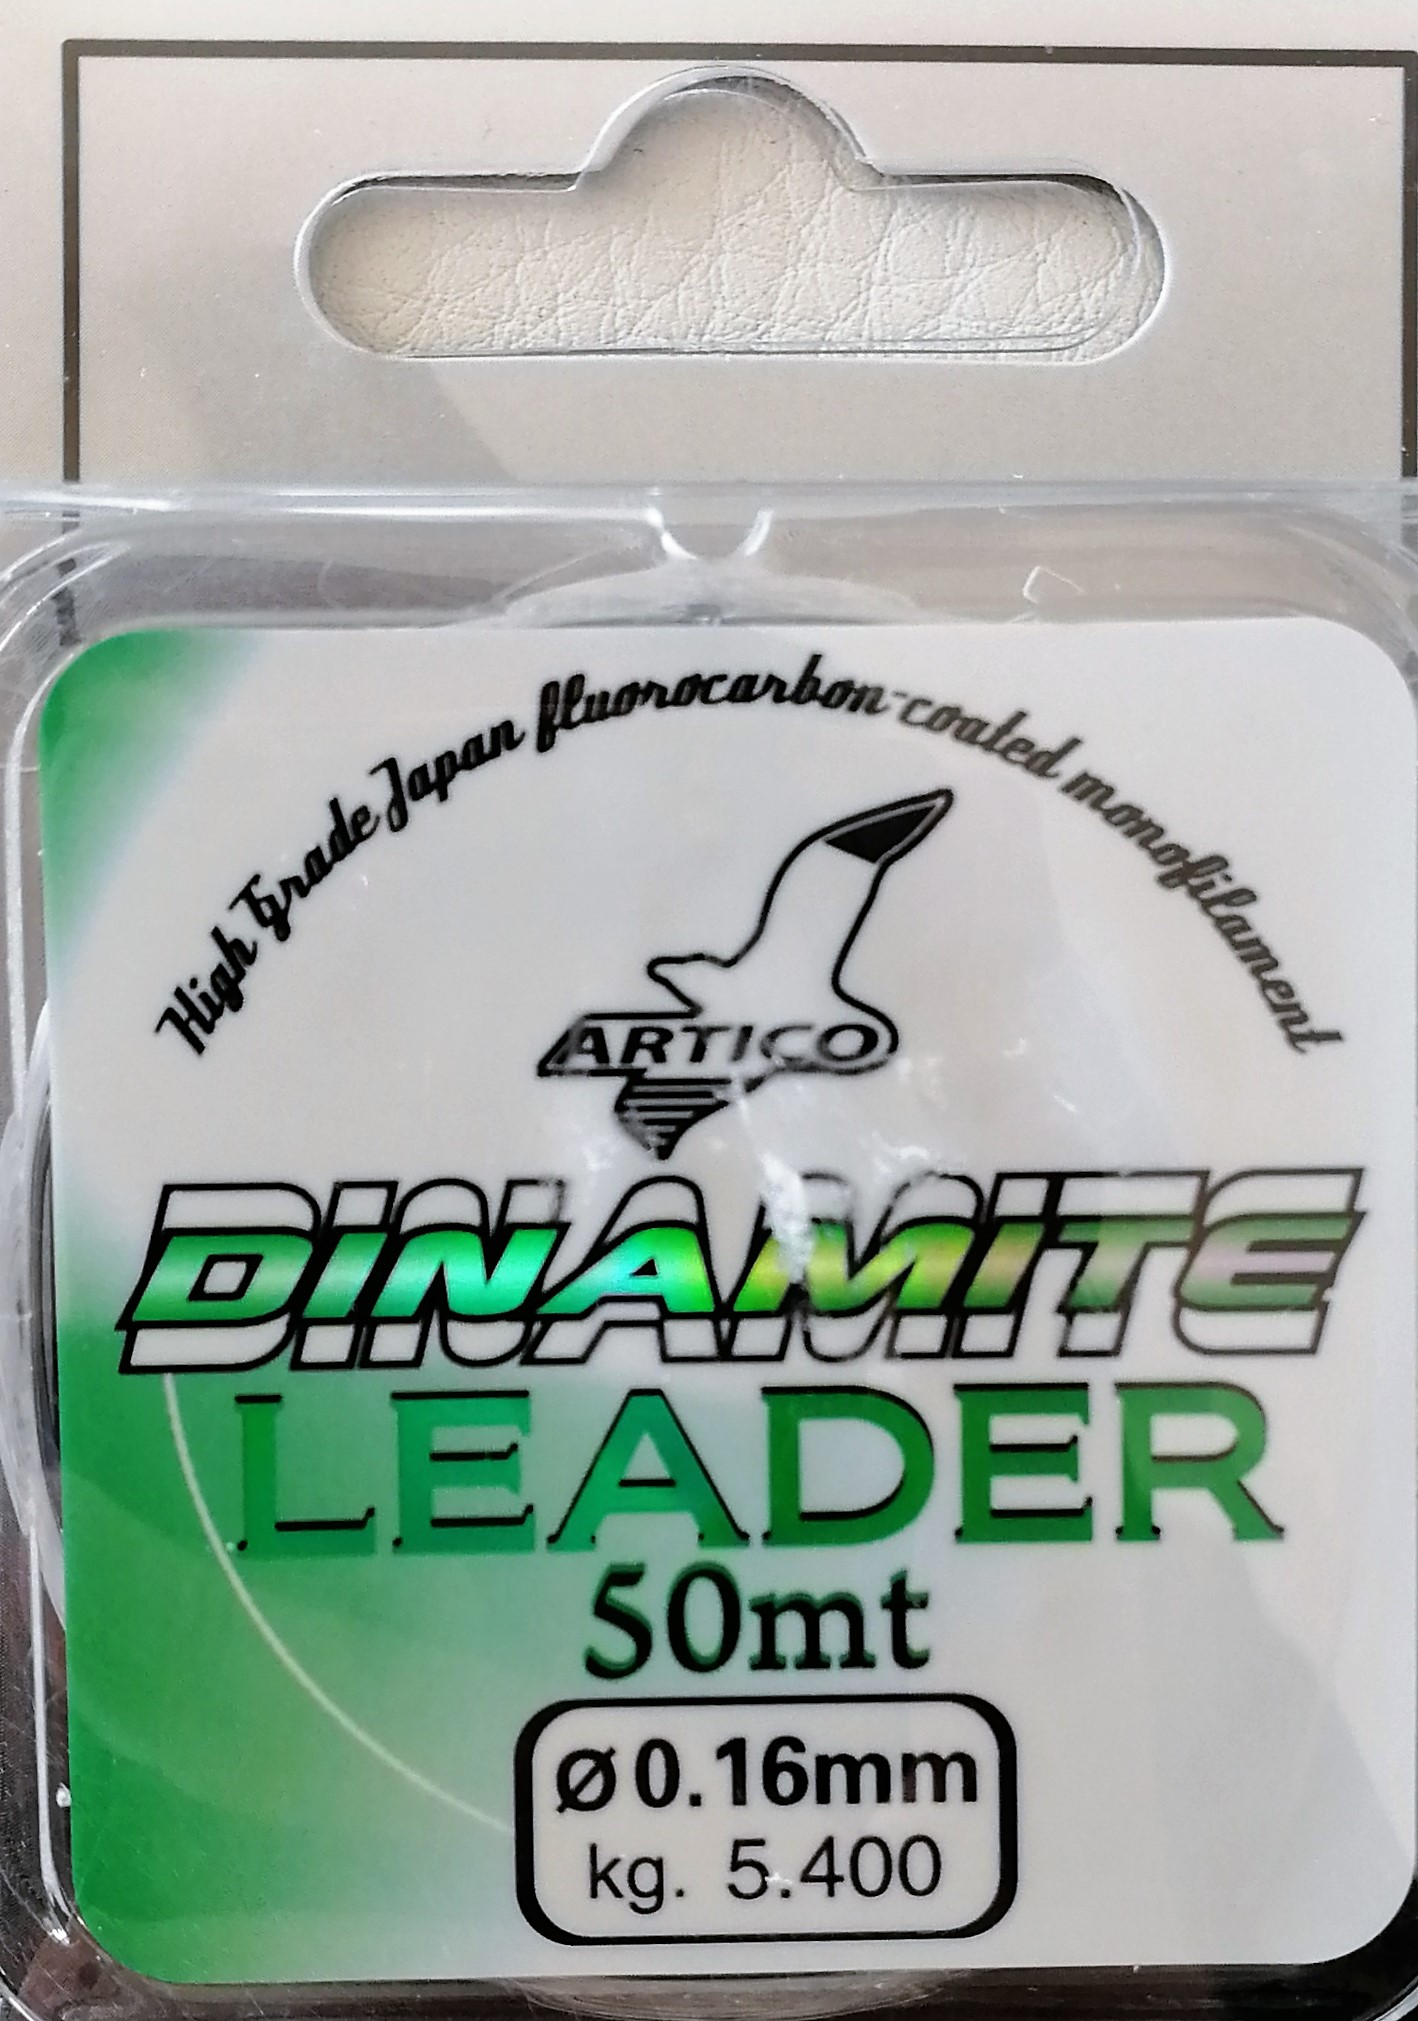 High Grade Japan fluorocarbon-coated monofilament
ARTICO
DINAMITE
LEADER
50mt
Ø 0.16mm
kg. 5.400